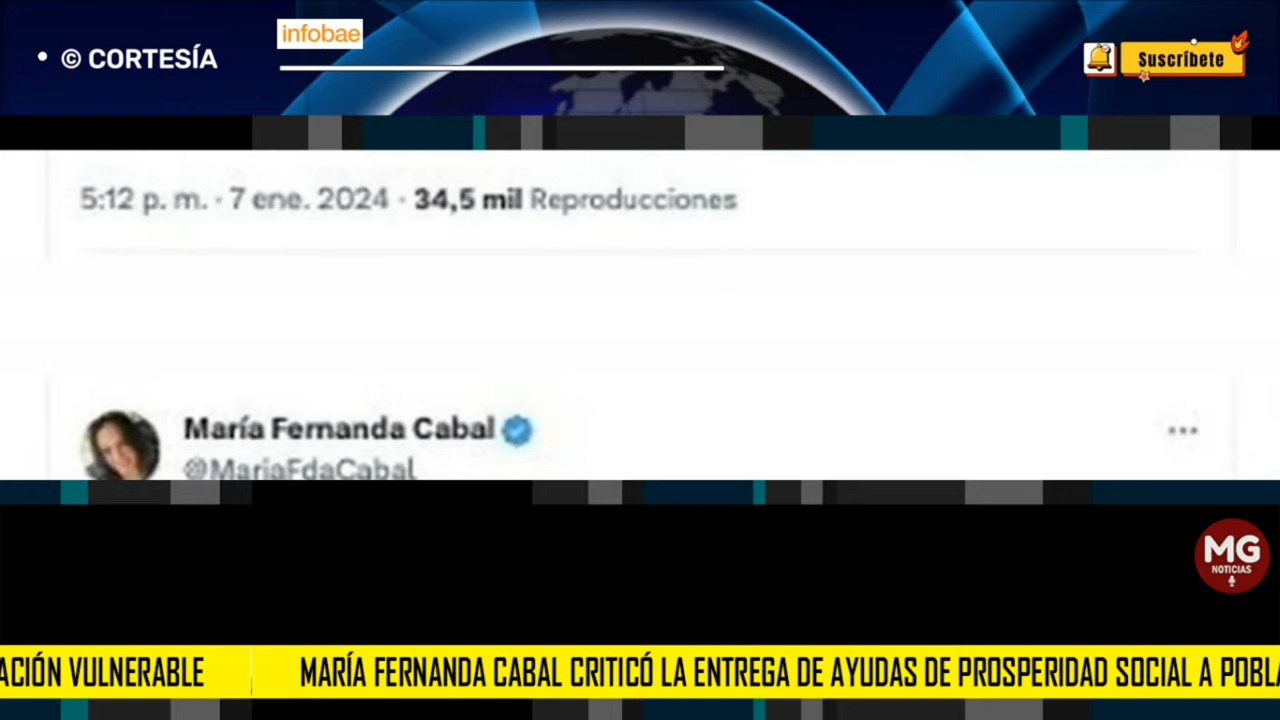 infobae
• © CORTESÍA
Suscríbete
5:12 p. m. · 7 ene. 2024 · 34,5 mil Reproducciones
María Fernanda Cabal
@MariaFdaCabal
MG
NOTICIAS
ACIÓN VULNERABLE
MARÍA FERNANDA CABAL CRITICÓ LA ENTREGA DE AYUDAS DE PROSPERIDAD SOCIAL A POBLA